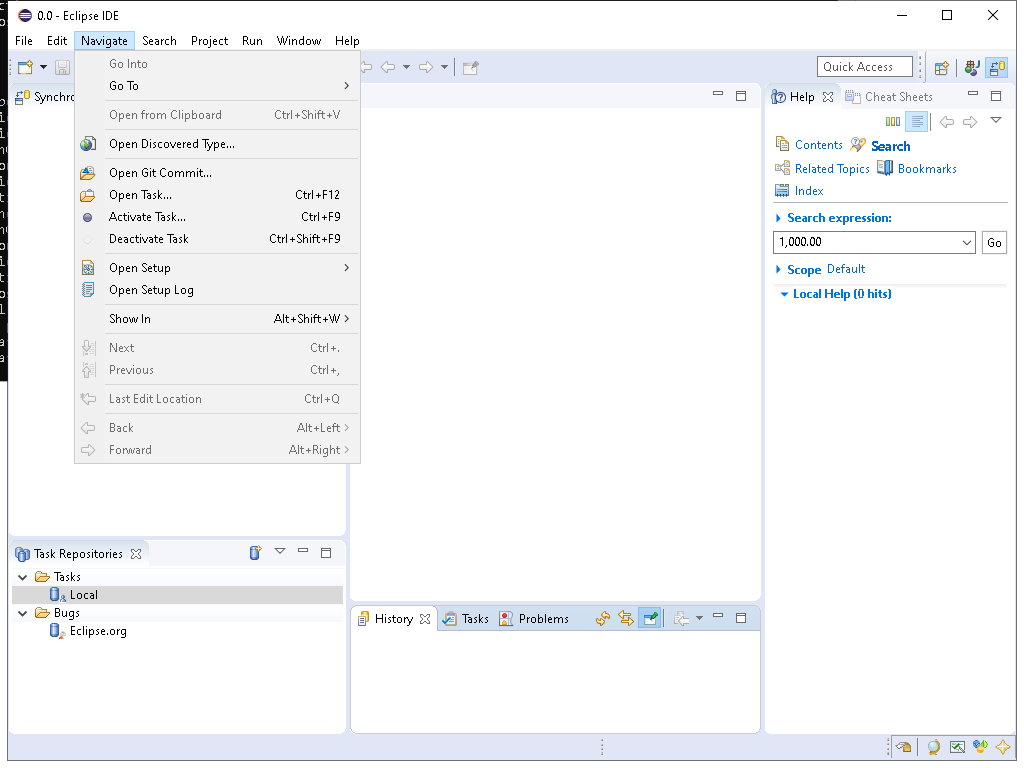 0.0 - Eclipse IDE
File Edit Navigate Search Project Run Window Help
Quick Access
Synchro
Go Into
Go To
Open from Clipboard Ctrl+Shift+V
Open Discovered Type...
Open Git Commit...
Open Task... Ctrl+F12
Activate Task... Ctrl+F9
Deactivate Task Ctrl+Shift+F9
Open Setup
Open Setup Log
Show In Alt+Shift+W
Next Ctrl+.
Previous Ctrl+,
Last Edit Location Ctrl+Q
Back Alt+Left
Forward Alt+Right
Help Cheat Sheets
Contents Search
Related Topics Bookmarks
Index
Search expression:
1,000.00 Go
Scope Default
Local Help (0 hits)
Task Repositories
Tasks
Local
Bugs
Eclipse.org
History Tasks Problems